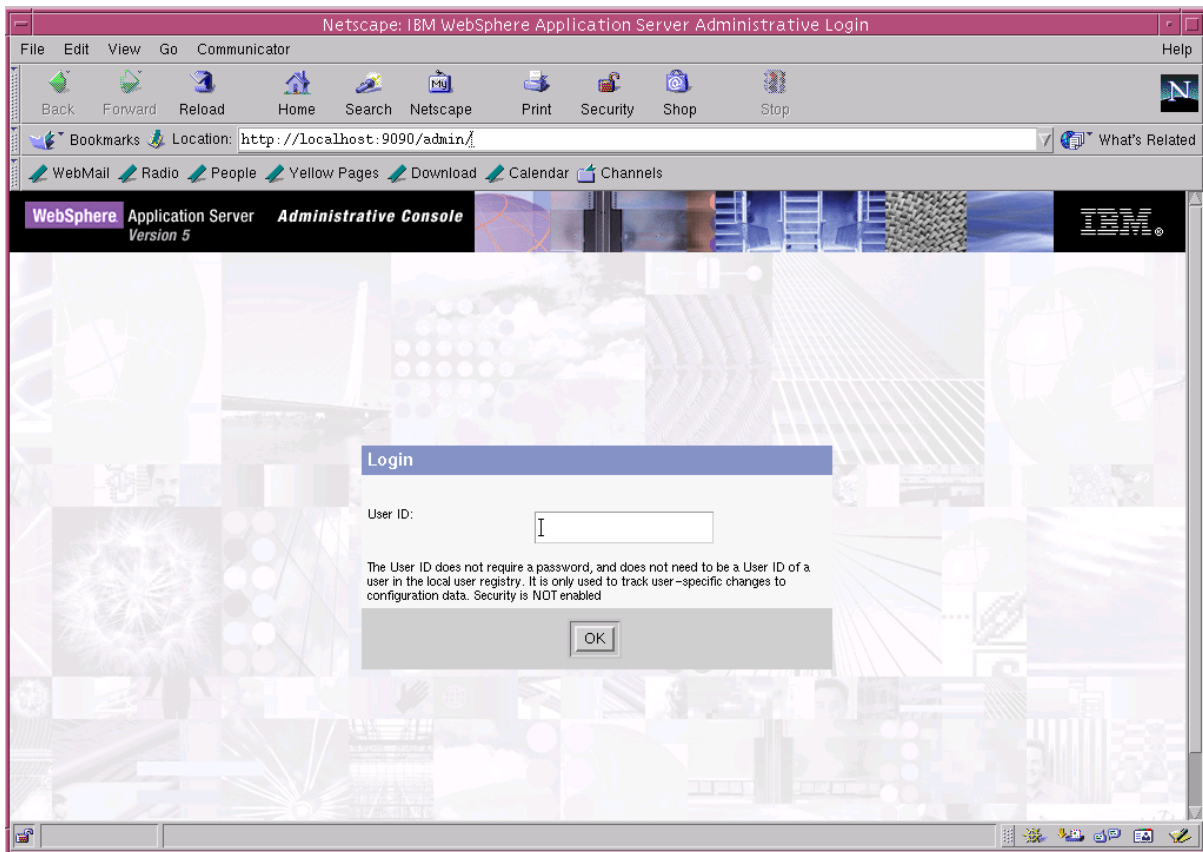 Netscape: IBM WebSphere Application Server Administrative Login
File Edit View Go Communicator Help
Back Forward Reload Home Search Netscape Print Security Shop Stop
My
N
Bookmarks Location: http://localhost:9090/admin/ What's Related
WebMail Radio People Yellow Pages Download Calendar Channels
WebSphere Application Server Administrative Console
Version 5
IBM®
Login
User ID:
The User ID does not require a password, and does not need to be a User ID of a
user in the local user registry. It is only used to track user-specific changes to
configuration data. Security is NOT enabled
OK